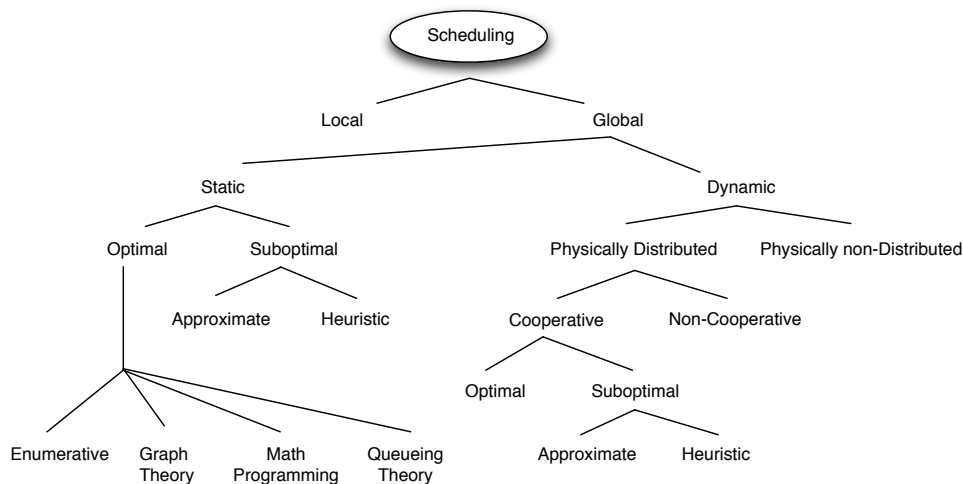 Scheduling
Local
Global
Static
Dynamic
Optimal
Suboptimal
Physically Distributed
Physically non-Distributed
Approximate
Heuristic
Cooperative
Non-Cooperative
Optimal
Suboptimal
Enumerative
Graph
Theory
Math
Programming
Queueing
Theory
Approximate
Heuristic